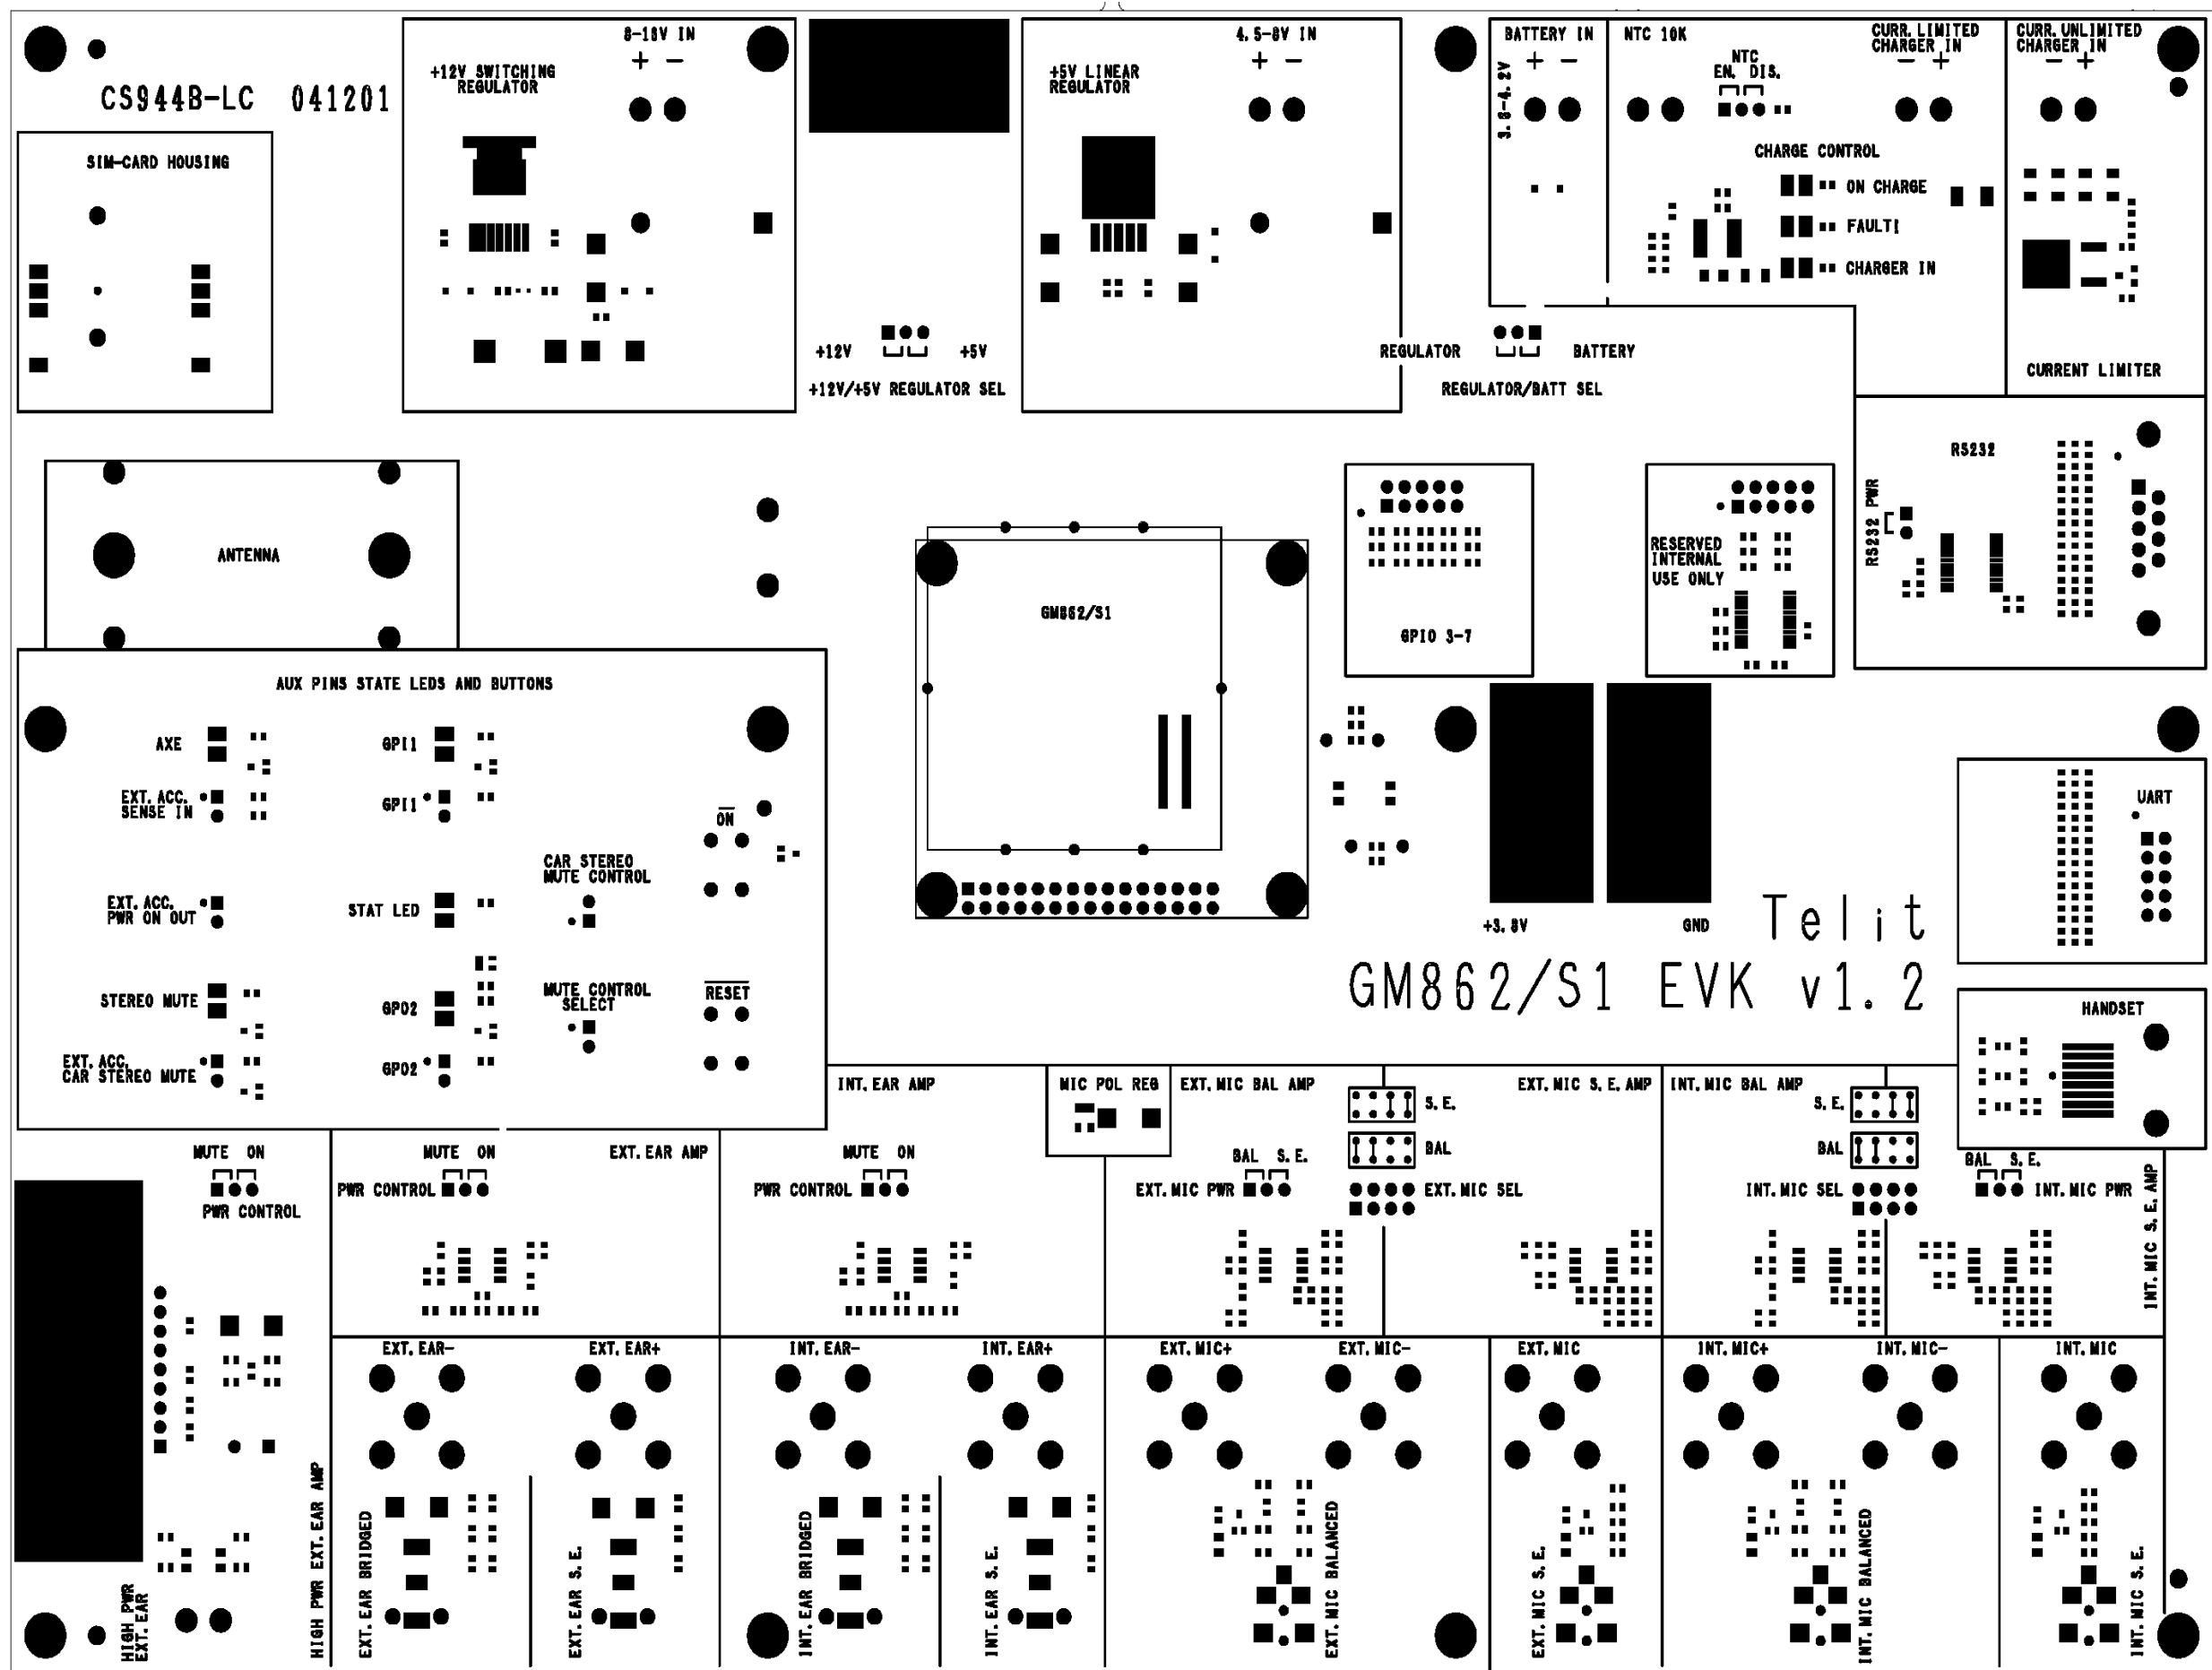 CS944B-LC 041201
SIM-CARD HOUSING
+12V SWITCHING
REGULATOR
8-18V IN
+ -
+5V LINEAR
REGULATOR
4.5-8V IN
+ -
BATTERY IN
+ -
3.8-4.2V
NTC 10K
NTC
EN. DIS.
CURR. LIMITED
CHARGER IN
- +
CURR. UNLIMITED
CHARGER IN
- +
CHARGE CONTROL
ON CHARGE
FAULT!
CHARGER IN
CURRENT LIMITER
+12V +5V
+12V/+5V REGULATOR SEL
REGULATOR BATTERY
REGULATOR/BATT SEL
ANTENNA
GM862/S1
GPIO 3-7
RESERVED
INTERNAL
USE ONLY
RS232
RS232 PWR
AUX PINS STATE LEDS AND BUTTONS
AXE
GPI1
EXT. ACC.
SENSE IN
GPI1
ON
CAR STEREO
MUTE CONTROL
EXT. ACC.
PWR ON OUT
STAT LED
STEREO MUTE
GPO2
MUTE CONTROL
SELECT
RESET
EXT. ACC.
CAR STEREO MUTE
GPO2
+3.8V
GND
UART
Telit
GM862/S1 EVK v1.2
HANDSET
INT. EAR AMP
MIC POL REG
EXT. MIC BAL AMP
EXT. MIC S.E. AMP
INT. MIC BAL AMP
S.E.
S.E.
BAL
BAL
MUTE ON
PWR CONTROL
MUTE ON
PWR CONTROL
EXT. EAR AMP
MUTE ON
PWR CONTROL
BAL S.E.
EXT. MIC PWR
EXT. MIC SEL
INT. MIC SEL
BAL S.E.
INT. MIC PWR
INT. MIC S.E. AMP
EXT. EAR-
EXT. EAR+
INT. EAR-
INT. EAR+
EXT. MIC+
EXT. MIC-
EXT. MIC
INT. MIC+
INT. MIC-
INT. MIC
HIGH PWR
EXT. EAR
HIGH PWR EXT. EAR AMP
EXT. EAR BRIDGED
EXT. EAR S.E.
INT. EAR BRIDGED
INT. EAR S.E.
EXT. MIC BALANCED
EXT. MIC S.E.
INT. MIC BALANCED
INT. MIC S.E.